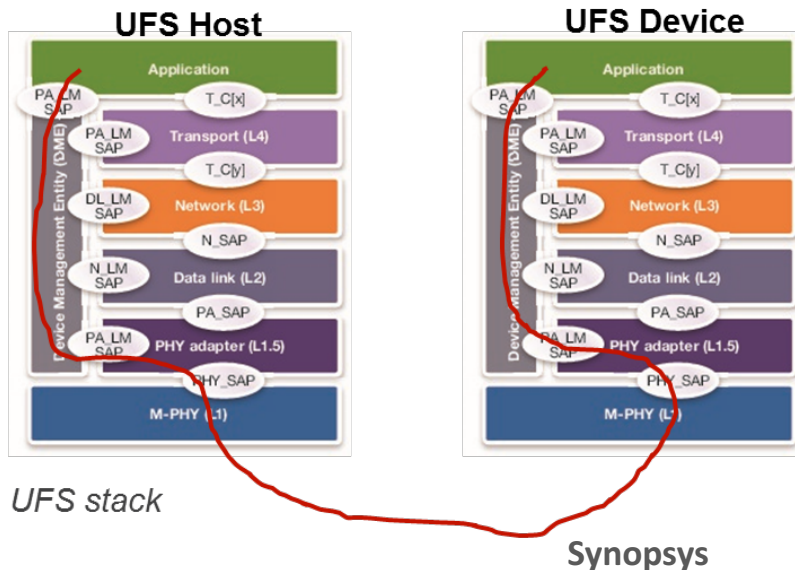 UFS Host
Application
PA_LM
SAP
T_C[x]
PA_LM
SAP
Transport (L4)
T_C[y]
DL_LM
SAP
Network (L3)
N_SAP
N_LM
SAP
Data link (L2)
PA_SAP
PA_LM
SAP
PHY adapter (L1.5)
PHY_SAP
M-PHY (L1)
Device Management Entity (DME)
UFS Device
Application
PA_LM
SAP
T_C[x]
PA_LM
SAP
Transport (L4)
T_C[y]
DL_LM
SAP
Network (L3)
N_SAP
N_LM
SAP
Data link (L2)
PA_SAP
PA_LM
SAP
PHY adapter (L1.5)
PHY_SAP
M-PHY (L1)
Device Management Entity (DME)
UFS stack
Synopsys